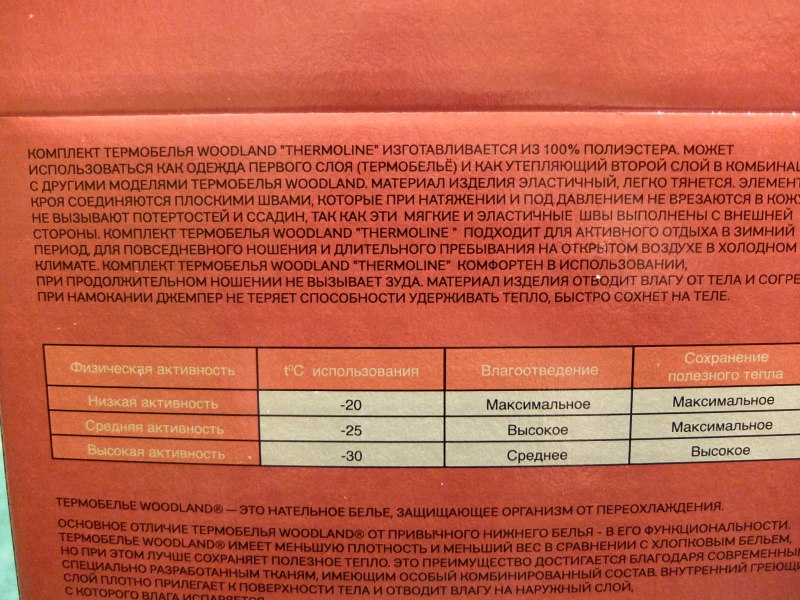 КОМПЛЕКТ ТЕРМОБЕЛЬЯ WOODLAND "THERMOLINE" ИЗГОТАВЛИВАЕТСЯ ИЗ 100% ПОЛИЭСТЕРА. МОЖЕТ
ИСПОЛЬЗОВАТЬСЯ КАК ОДЕЖДА ПЕРВОГО СЛОЯ (ТЕРМОБЕЛЬЁ) И КАК УТЕПЛЯЮЩИЙ ВТОРОЙ СЛОЙ В КОМБИНАЦ
С ДРУГИМИ МОДЕЛЯМИ ТЕРМОБЕЛЬЯ WOODLAND. МАТЕРИАЛ ИЗДЕЛИЯ ЭЛАСТИЧНЫЙ, ЛЕГКО ТЯНЕТСЯ. ЭЛЕМЕНТ
КРОЯ СОЕДИНЯЮТСЯ ПЛОСКИМИ ШВАМИ, КОТОРЫЕ ПРИ НАТЯЖЕНИИ И ПОД ДАВЛЕНИЕМ НЕ ВРЕЗАЮТСЯ В КОЖУ
НЕ ВЫЗЫВАЮТ ПОТЕРТОСТЕЙ И ССАДИН, ТАК КАК ЭТИ МЯГКИЕ И ЭЛАСТИЧНЫЕ ШВЫ ВЫПОЛНЕНЫ С ВНЕШНЕЙ
СТОРОНЫ. КОМПЛЕКТ ТЕРМОБЕЛЬЯ WOODLAND "THERMOLINE " ПОДХОДИТ ДЛЯ АКТИВНОГО ОТДЫХА В ЗИМНИЙ
ПЕРИОД, ДЛЯ ПОВСЕДНЕВНОГО НОШЕНИЯ И ДЛИТЕЛЬНОГО ПРЕБЫВАНИЯ НА ОТКРЫТОМ ВОЗДУХЕ В ХОЛОДНОМ
КЛИМАТЕ. КОМПЛЕКТ ТЕРМОБЕЛЬЯ WOODLAND "THERMOLINE" КОМФОРТЕН В ИСПОЛЬЗОВАНИИ,
ПРИ ПРОДОЛЖИТЕЛЬНОМ НОШЕНИИ НЕ ВЫЗЫВАЕТ ЗУДА. МАТЕРИАЛ ИЗДЕЛИЯ ОТВОДИТ ВЛАГУ ОТ ТЕЛА И СОГРЕ
ПРИ НАМОКАНИИ ДЖЕМПЕР НЕ ТЕРЯЕТ СПОСОБНОСТИ УДЕРЖИВАТЬ ТЕПЛО, БЫСТРО СОХНЕТ НА ТЕЛЕ.
Физическая активность t°C использования Влагоотведение Сохранение полезного тепла
Низкая активность -20 Максимальное Максимальное
Средняя активность -25 Высокое Максимальное
Высокая активность -30 Среднее Высокое
ТЕРМОБЕЛЬЕ WOODLAND® — ЭТО НАТЕЛЬНОЕ БЕЛЬЕ, ЗАЩИЩАЮЩЕЕ ОРГАНИЗМ ОТ ПЕРЕОХЛАЖДЕНИЯ.
ОСНОВНОЕ ОТЛИЧИЕ ТЕРМОБЕЛЬЯ WOODLAND® ОТ ПРИВЫЧНОГО НИЖНЕГО БЕЛЬЯ - В ЕГО ФУНКЦИОНАЛЬНОСТИ.
ТЕРМОБЕЛЬЕ WOODLAND® ИМЕЕТ МЕНЬШУЮ ПЛОТНОСТЬ И МЕНЬШИЙ ВЕС В СРАВНЕНИИ С ХЛОПКОВЫМ БЕЛЬЕМ,
НО ПРИ ЭТОМ ЛУЧШЕ СОХРАНЯЕТ ПОЛЕЗНОЕ ТЕПЛО. ЭТО ПРЕИМУЩЕСТВО ДОСТИГАЕТСЯ БЛАГОДАРЯ СОВРЕМЕННЫМ
СПЕЦИАЛЬНО РАЗРАБОТАННЫМ ТКАНЯМ, ИМЕЮЩИМ ОСОБЫЙ КОМБИНИРОВАННЫЙ СОСТАВ. ВНУТРЕННИЙ ГРЕЮЩИ
СЛОЙ ПЛОТНО ПРИЛЕГАЕТ К ПОВЕРХНОСТИ ТЕЛА И ОТВОДИТ ВЛАГУ НА НАРУЖНЫЙ СЛОЙ,
С КОТОРОГО ВЛАГА ИСПАРЯЕТСЯ